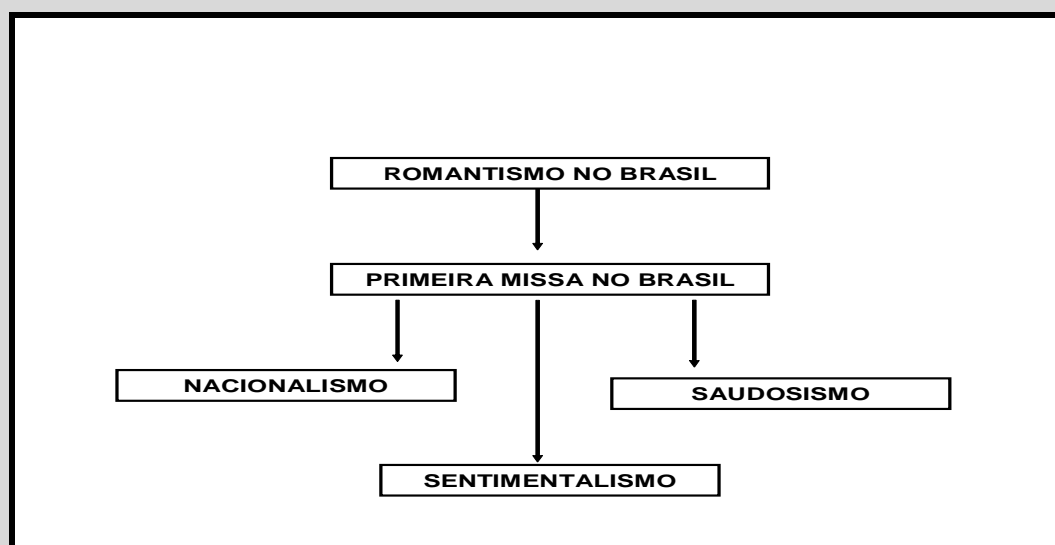 ROMANTISMO NO BRASIL
PRIMEIRA MISSA NO BRASIL
NACIONALISMO
SAUDOSISMO
SENTIMENTALISMO